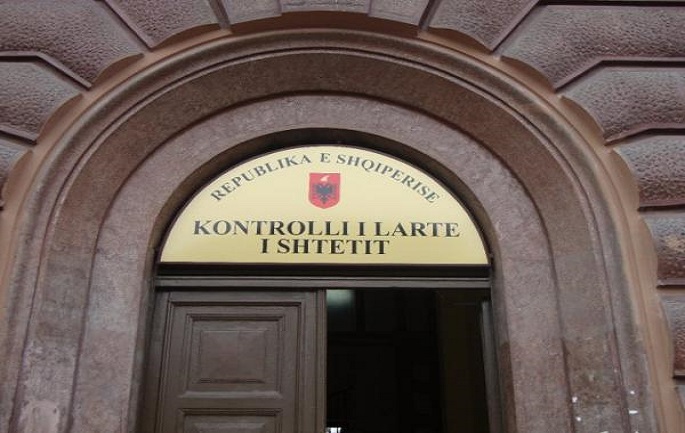 REPUBLIKA E SHQIPERISE
KONTROLLI I LARTE
I SHTETIT